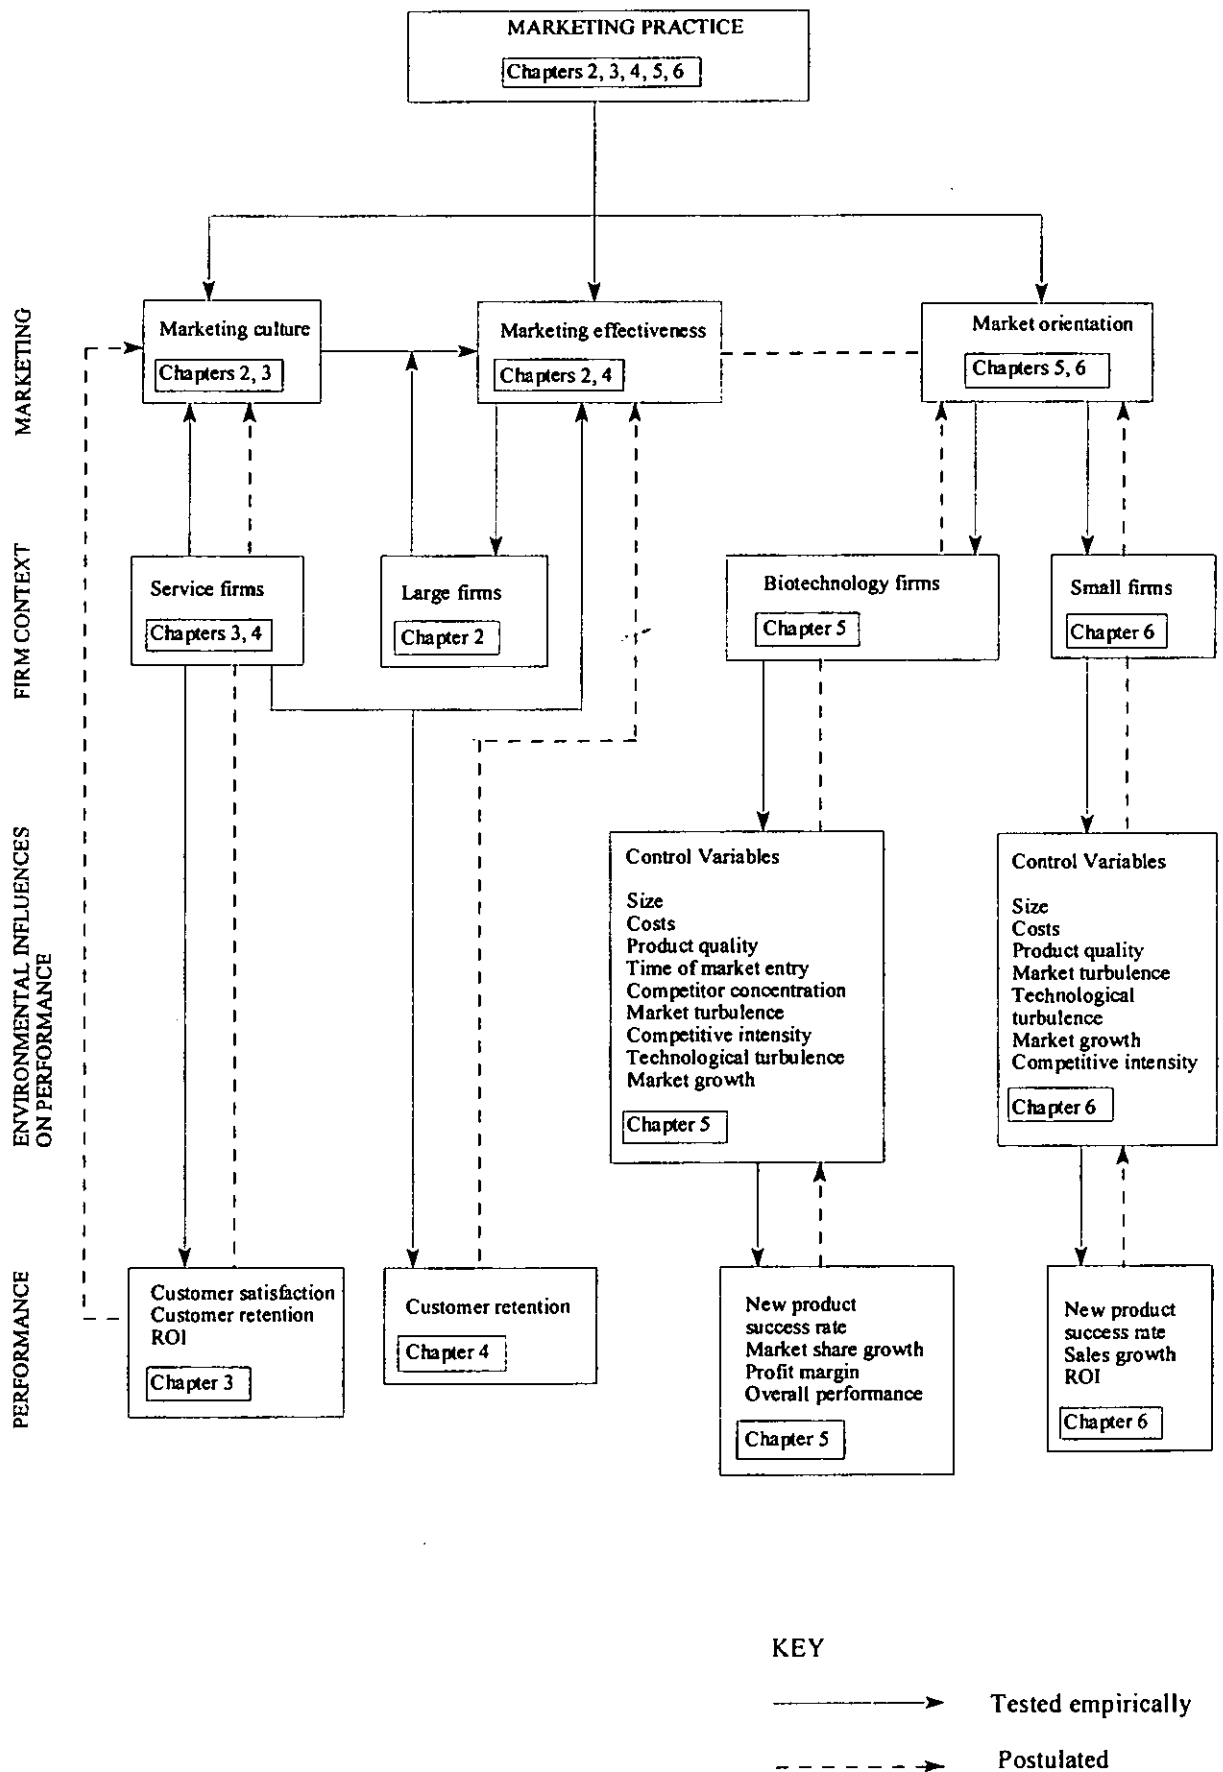 MARKETING PRACTICE
Chapters 2, 3, 4, 5, 6
MARKETING
Marketing culture
Chapters 2, 3
Marketing effectiveness
Chapters 2, 4
Market orientation
Chapters 5, 6
FIRM CONTEXT
Service firms
Chapters 3, 4
Large firms
Chapter 2
Biotechnology firms
Chapter 5
Small firms
Chapter 6
ENVIRONMENTAL INFLUENCES
ON PERFORMANCE
Control Variables
Size
Costs
Product quality
Time of market entry
Competitor concentration
Market turbulence
Competitive intensity
Technological turbulence
Market growth
Chapter 5
Control Variables
Size
Costs
Product quality
Market turbulence
Technological
turbulence
Market growth
Competitive intensity
Chapter 6
PERFORMANCE
Customer satisfaction
Customer retention
ROI
Chapter 3
Customer retention
Chapter 4
New product
success rate
Market share growth
Profit margin
Overall performance
Chapter 5
New product
success rate
Sales growth
ROI
Chapter 6
KEY
Tested empirically
Postulated